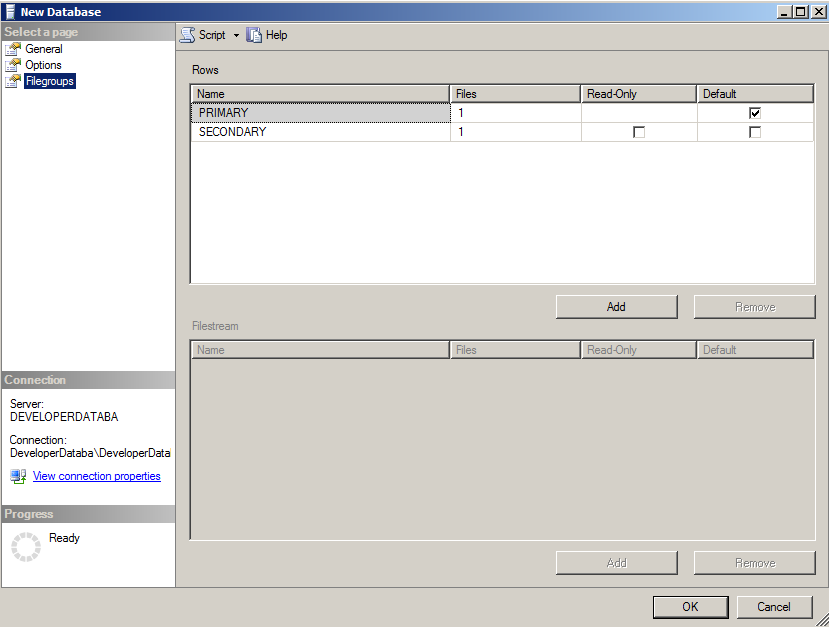 New Database
Select a page
General
Options
Filegroups
Script Help
Rows
Name Files Read-Only Default
PRIMARY 1
SECONDARY 1
Add Remove
Filestream
Name Files Read-Only Default
Add Remove
Connection
Server:
DEVELOPERDATABA
Connection:
DeveloperDataba\DeveloperData
View connection properties
Progress
Ready
OK Cancel